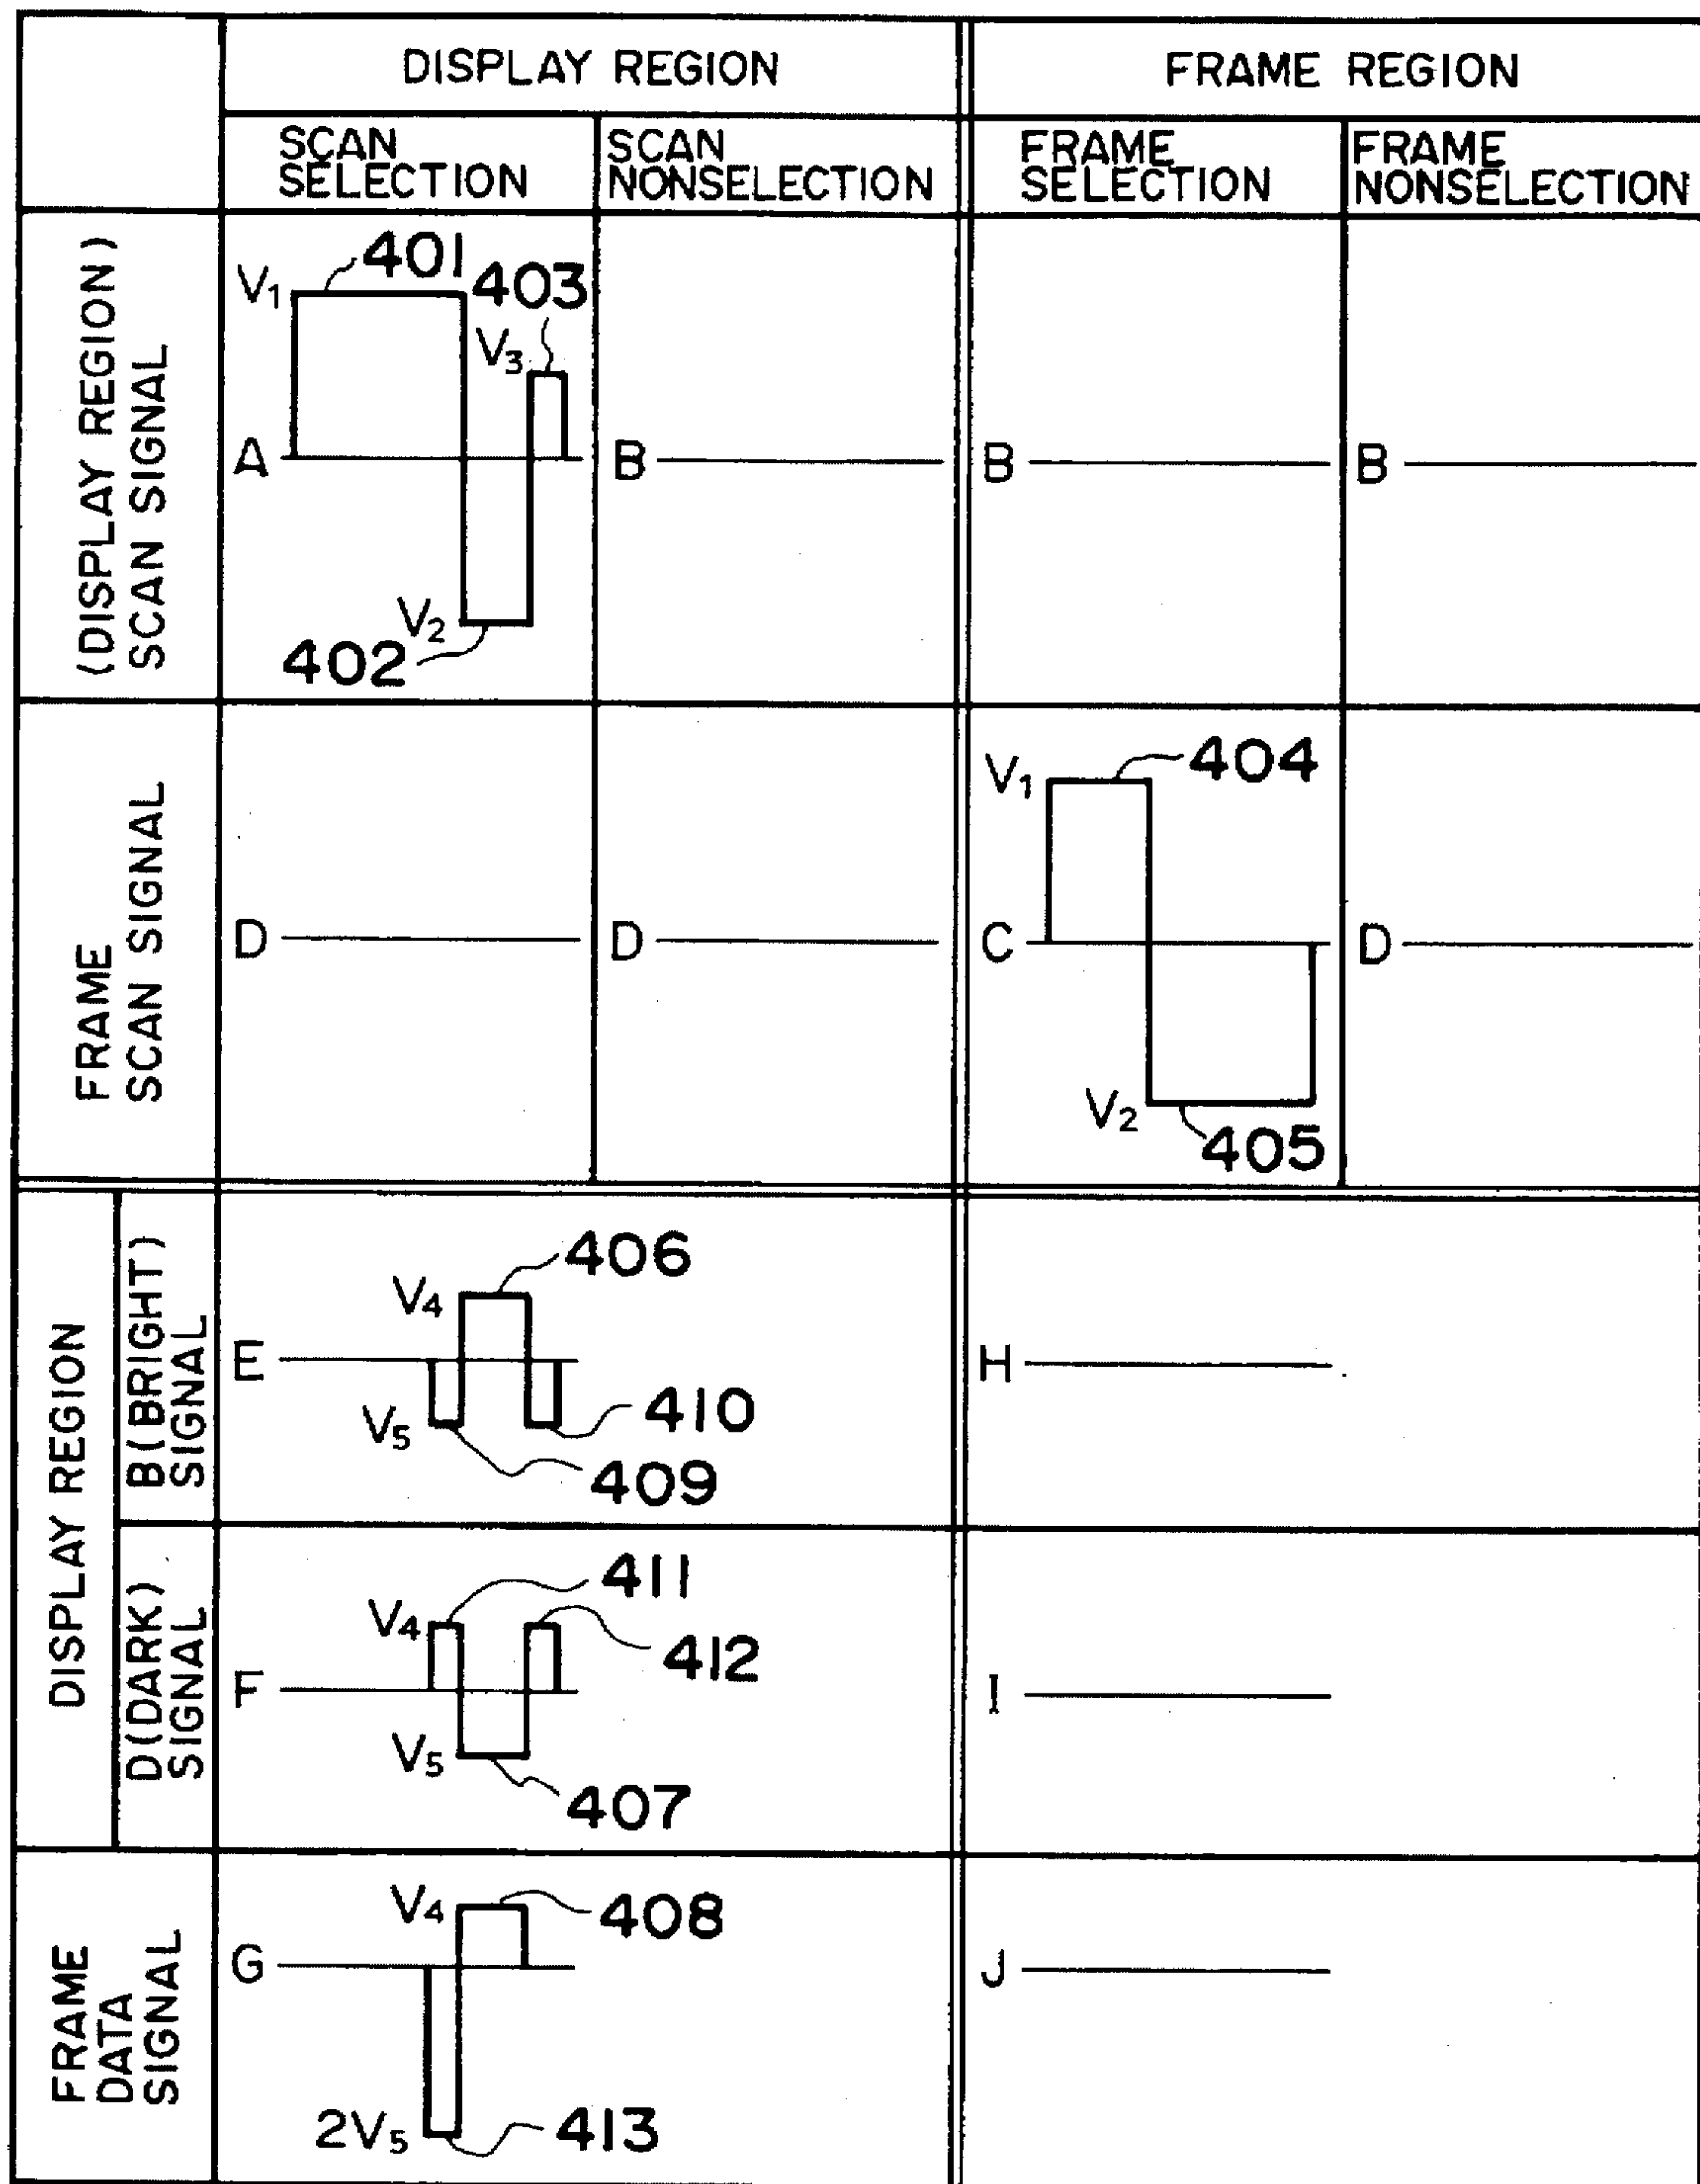 DISPLAY REGION
FRAME REGION
SCAN
SELECTION
SCAN
NONSELECTION
FRAME
SELECTION
FRAME
NONSELECTION
(DISPLAY REGION)
SCAN SIGNAL
V1
401
403
V3
A
V2
402
B
B
B
FRAME
SCAN SIGNAL
D
D
V1
404
C
V2
405
D
DISPLAY REGION
B(BRIGHT)
SIGNAL
406
V4
E
V5
410
409
H
D(DARK)
SIGNAL
411
V4
412
F
V5
407
I
FRAME
DATA
SIGNAL
V4
408
G
2V5
413
J